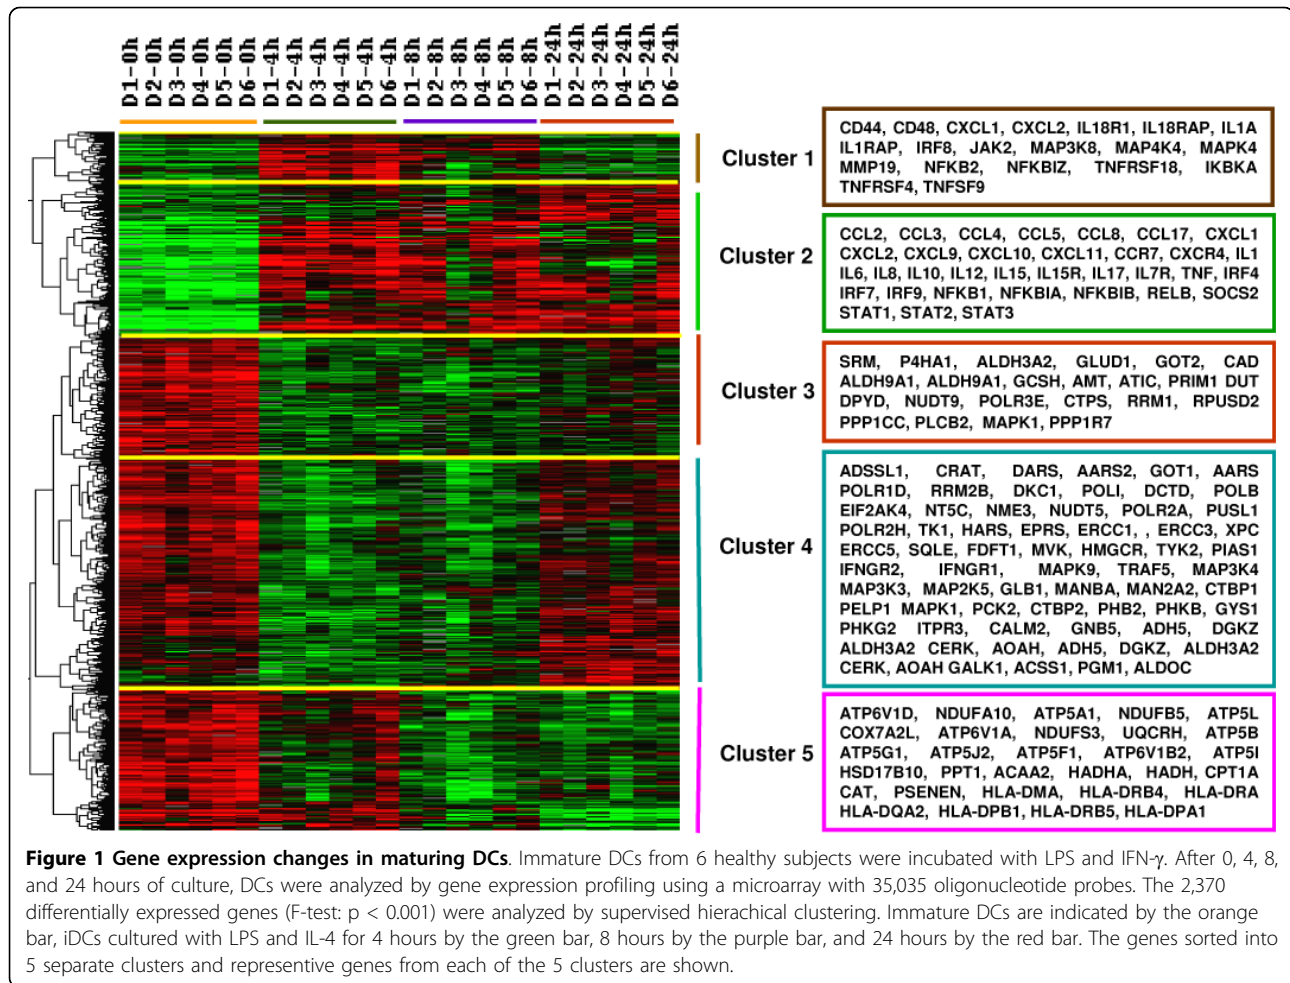 D1-0h
D2-0h
D3-0h
D4-0h
D5-0h
D6-0h
D1-4h
D2-4h
D3-4h
D4-4h
D5-4h
D6-4h
D1-8h
D2-8h
D3-8h
D4-8h
D5-8h
D6-8h
D1-24h
D2-24h
D3-24h
D4-24h
D5-24h
D6-24h
Cluster 1
CD44, CD48, CXCL1, CXCL2, IL18R1, IL18RAP, IL1A
IL1RAP, IRF8, JAK2, MAP3K8, MAP4K4, MAPK4
MMP19, NFKB2, NFKBIZ, TNFRSF18, IKBKA
TNFRSF4, TNFSF9
Cluster 2
CCL2, CCL3, CCL4, CCL5, CCL8, CCL17, CXCL1
CXCL2, CXCL9, CXCL10, CXCL11, CCR7, CXCR4, IL1
IL6, IL8, IL10, IL12, IL15, IL15R, IL17, IL7R, TNF, IRF4
IRF7, IRF9, NFKB1, NFKBIA, NFKBIB, RELB, SOCS2
STAT1, STAT2, STAT3
Cluster 3
SRM, P4HA1, ALDH3A2, GLUD1, GOT2, CAD
ALDH9A1, ALDH9A1, GCSH, AMT, ATIC, PRIM1 DUT
DPYD, NUDT9, POLR3E, CTPS, RRM1, RPUSD2
PPP1CC, PLCB2, MAPK1, PPP1R7
Cluster 4
ADSSL1, CRAT, DARS, AARS2, GOT1, AARS
POLR1D, RRM2B, DKC1, POLI, DCTD, POLB
EIF2AK4, NT5C, NME3, NUDT5, POLR2A, PUSL1
POLR2H, TK1, HARS, EPRS, ERCC1, , ERCC3, XPC
ERCC5, SQLE, FDFT1, MVK, HMGCR, TYK2, PIAS1
IFNGR2, IFNGR1, MAPK9, TRAF5, MAP3K4
MAP3K3, MAP2K5, GLB1, MANBA, MAN2A2, CTBP1
PELP1 MAPK1, PCK2, CTBP2, PHB2, PHKB, GYS1
PHKG2 ITPR3, CALM2, GNB5, ADH5, DGKZ
ALDH3A2 CERK, AOAH, ADH5, DGKZ, ALDH3A2
CERK, AOAH GALK1, ACSS1, PGM1, ALDOC
Cluster 5
ATP6V1D, NDUFA10, ATP5A1, NDUFB5, ATP5L
COX7A2L, ATP6V1A, NDUFS3, UQCRH, ATP5B
ATP5G1, ATP5J2, ATP5F1, ATP6V1B2, ATP5I
HSD17B10, PPT1, ACAA2, HADHA, HADH, CPT1A
CAT, PSENEN, HLA-DMA, HLA-DRB4, HLA-DRA
HLA-DQA2, HLA-DPB1, HLA-DRB5, HLA-DPA1
Figure 1 Gene expression changes in maturing DCs. Immature DCs from 6 healthy subjects were incubated with LPS and IFN-γ. After 0, 4, 8,
and 24 hours of culture, DCs were analyzed by gene expression profiling using a microarray with 35,035 oligonucleotide probes. The 2,370
differentially expressed genes (F-test: p < 0.001) were analyzed by supervised hierachical clustering. Immature DCs are indicated by the orange
bar, iDCs cultured with LPS and IL-4 for 4 hours by the green bar, 8 hours by the purple bar, and 24 hours by the red bar. The genes sorted into
5 separate clusters and representive genes from each of the 5 clusters are shown.